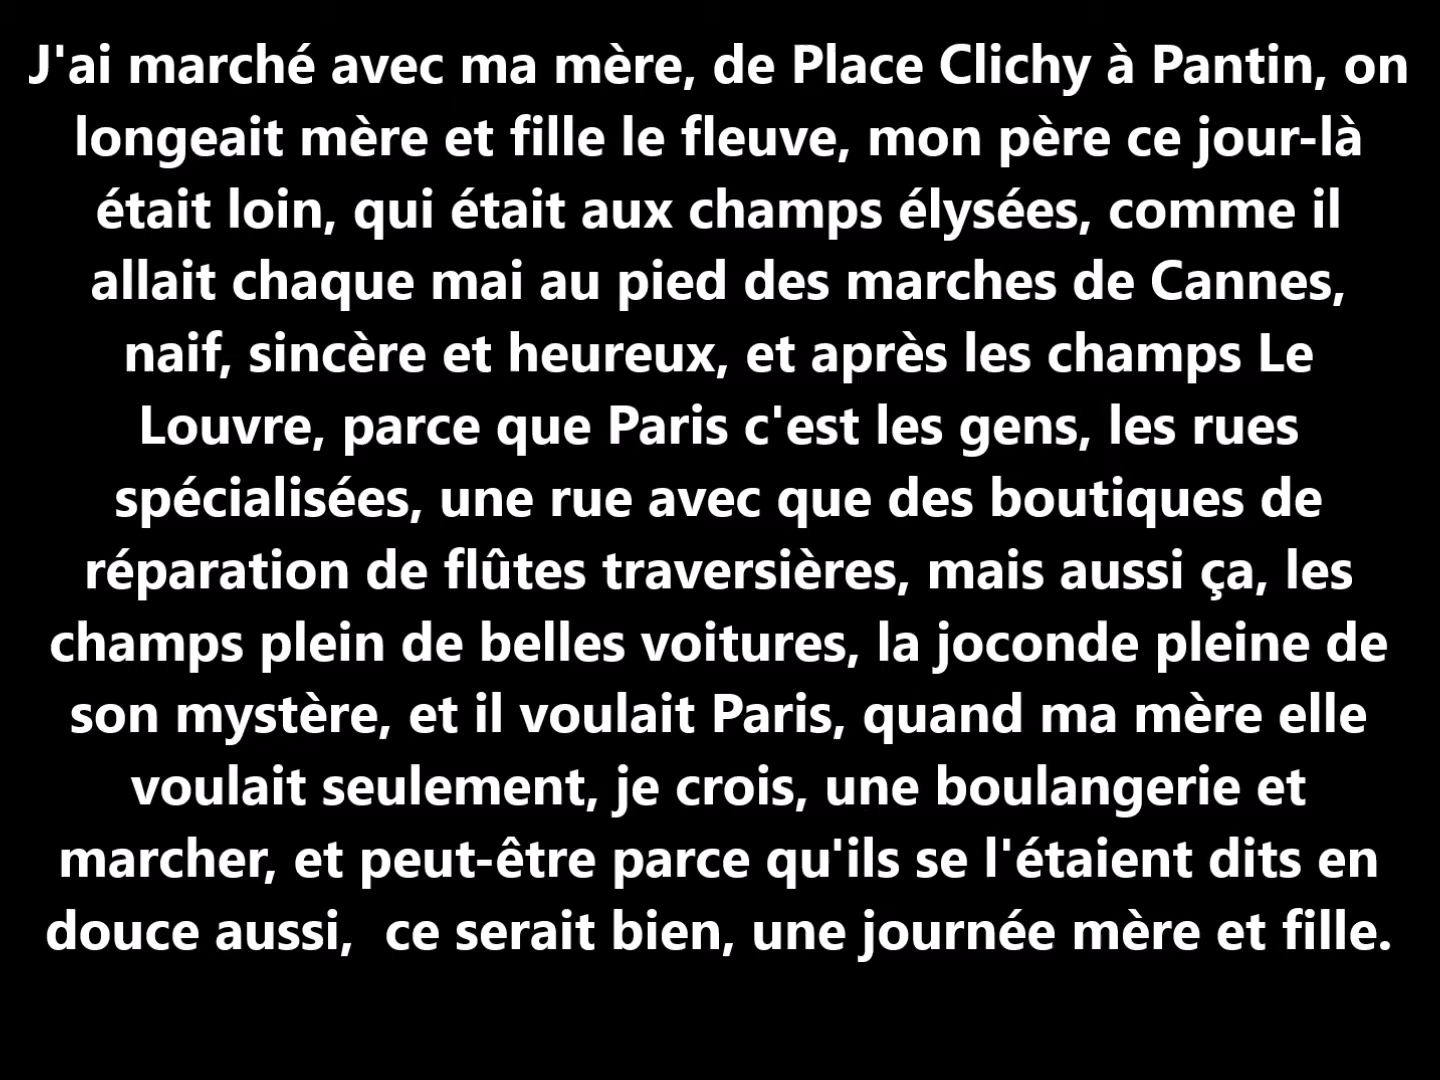 J'ai marché avec ma mère, de Place Clichy à Pantin, on
longeait mère et fille le fleuve, mon père ce jour-là
était loin, qui était aux champs élysées, comme il
allait chaque mai au pied des marches de Cannes,
naif, sincère et heureux, et après les champs Le
Louvre, parce que Paris c'est les gens, les rues
spécialisées, une rue avec que des boutiques de
réparation de flûtes traversières, mais aussi ça, les
champs plein de belles voitures, la joconde pleine de
son mystère, et il voulait Paris, quand ma mère elle
voulait seulement, je crois, une boulangerie et
marcher, et peut-être parce qu'ils se l'étaient dits en
douce aussi,  ce serait bien, une journée mère et fille.